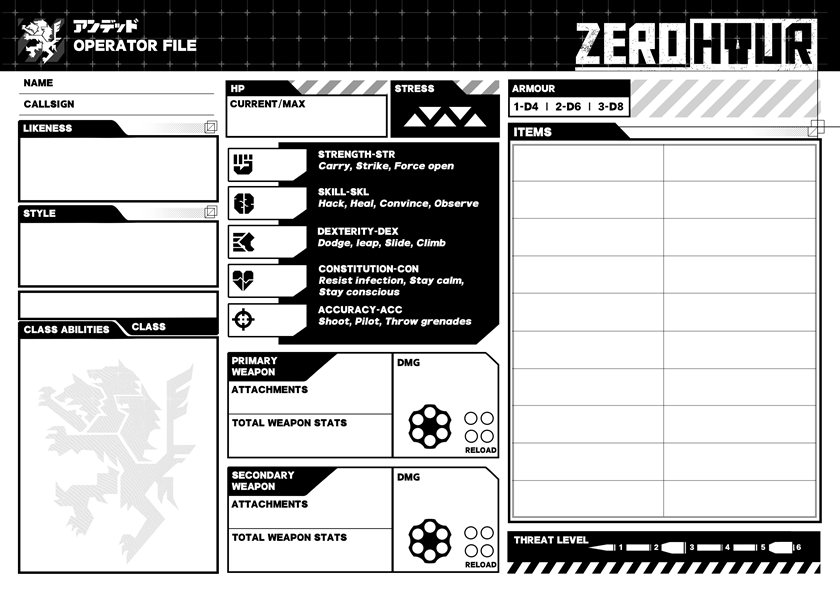 アンデッド
OPERATOR FILE
ZEROHOUR
NAME
CALLSIGN
LIKENESS
STYLE
CLASS ABILITIES
CLASS
HP
CURRENT/MAX
STRESS
STRENGTH-STR
Carry, Strike, Force open
SKILL-SKL
Hack, Heal, Convince, Observe
DEXTERITY-DEX
Dodge, leap, Slide, Climb
CONSTITUTION-CON
Resist infection, Stay calm,
Stay conscious
ACCURACY-ACC
Shoot, Pilot, Throw grenades
PRIMARY
WEAPON
ATTACHMENTS
TOTAL WEAPON STATS
DMG
RELOAD
SECONDARY
WEAPON
ATTACHMENTS
TOTAL WEAPON STATS
DMG
RELOAD
ARMOUR
1-D4 | 2-D6 | 3-D8
ITEMS
THREAT LEVEL
1 2 3 4 5 6